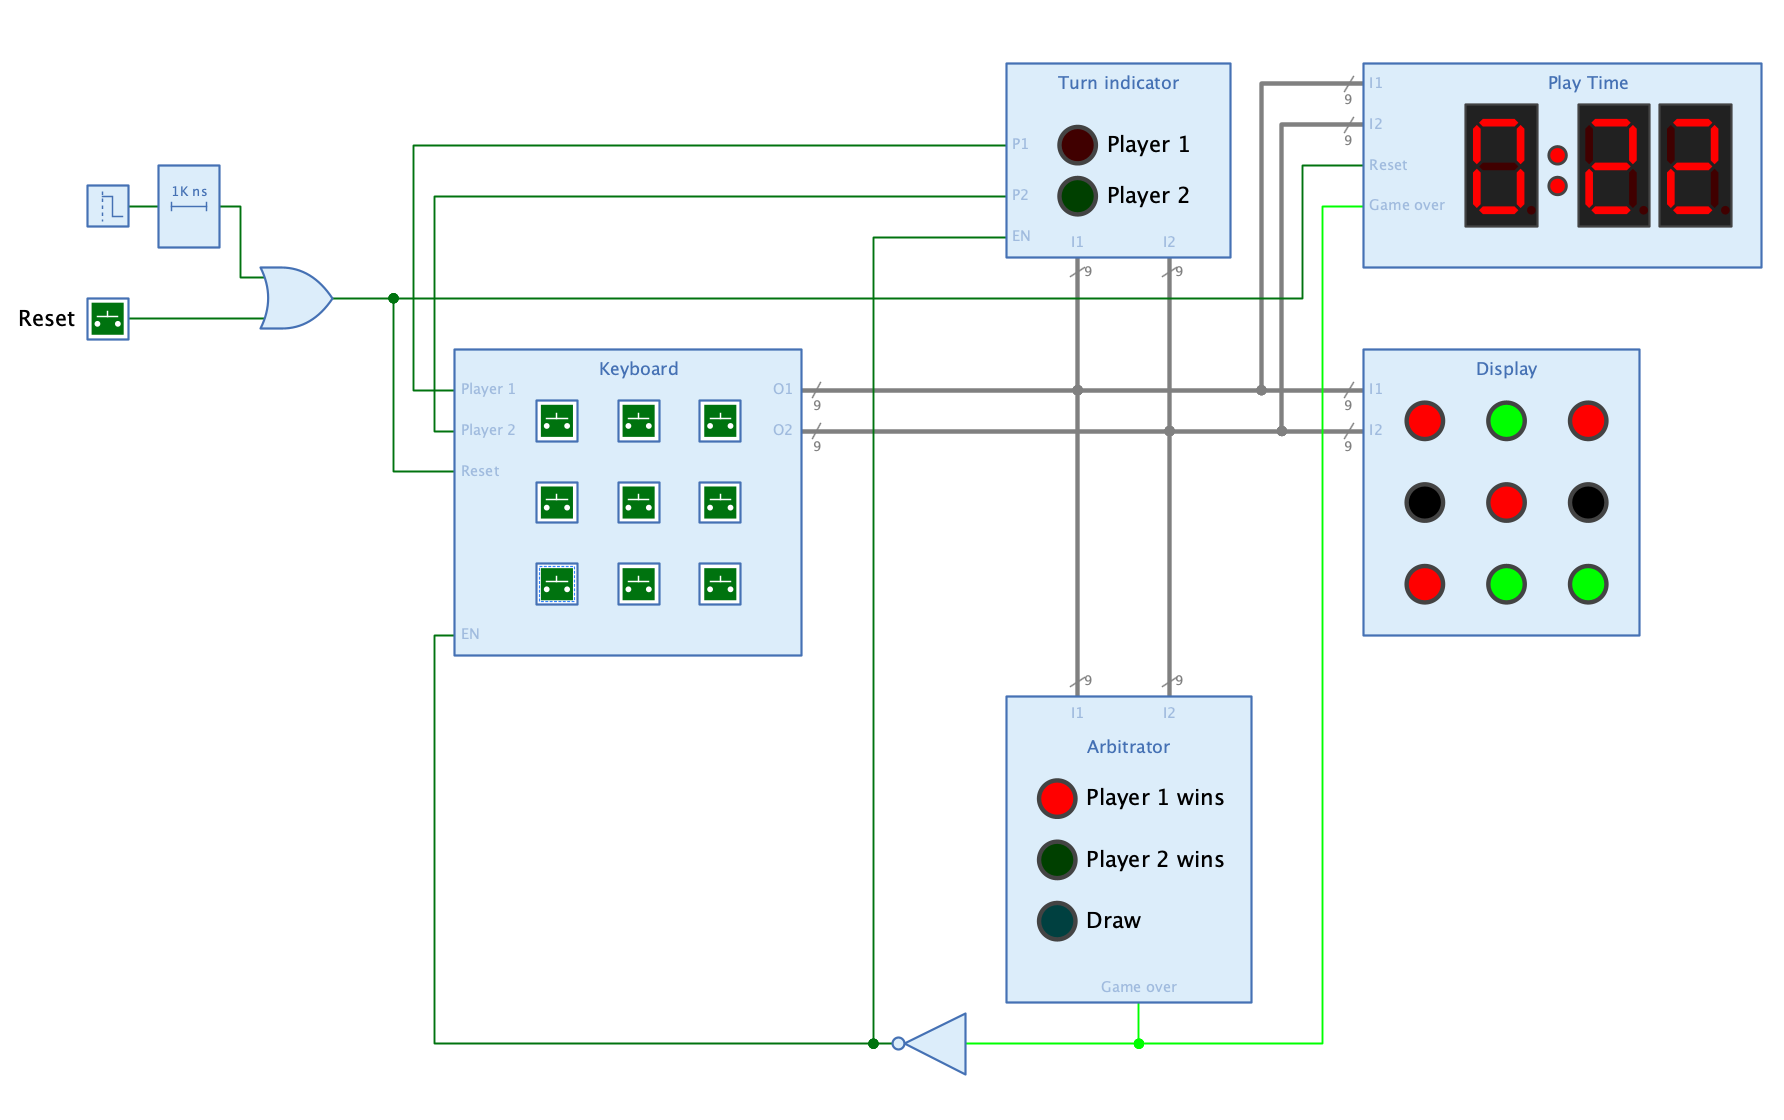 Turn indicator
P1
Player 1
P2
Player 2
EN
I1
I2
9
9
Play Time
I1
9
I2
9
Reset
Game over
0:22
1K ns
Reset
Keyboard
Player 1
Player 2
Reset
EN
O1
9
O2
9
Display
I1
9
I2
9
9
9
I1
I2
Arbitrator
Player 1 wins
Player 2 wins
Draw
Game over